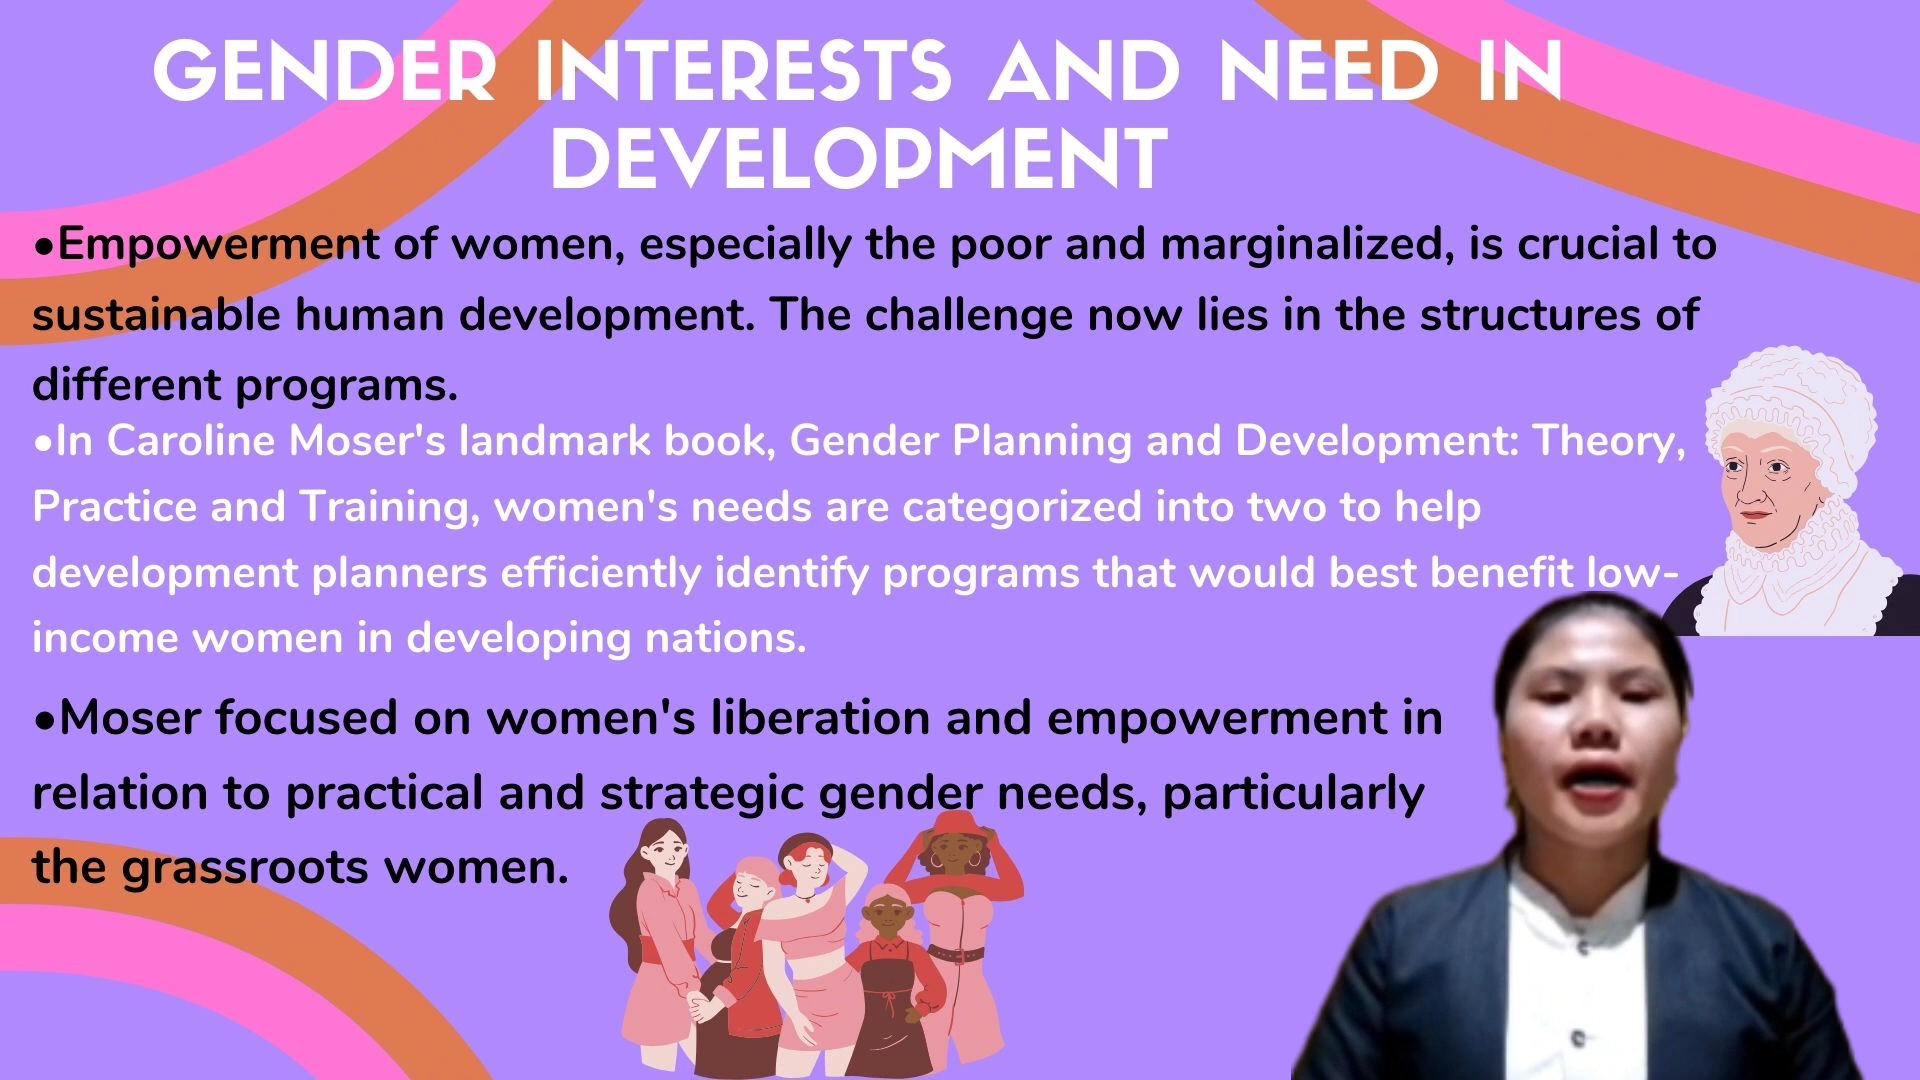 GENDER INTERESTS AND NEED IN
DEVELOPMENT
•Empowerment of women, especially the poor and marginalized, is crucial to
sustainable human development. The challenge now lies in the structures of
different programs.
•In Caroline Moser's landmark book, Gender Planning and Development: Theory,
Practice and Training, women's needs are categorized into two to help
development planners efficiently identify programs that would best benefit low-
income women in developing nations.
•Moser focused on women's liberation and empowerment in
relation to practical and strategic gender needs, particularly
the grassroots women.